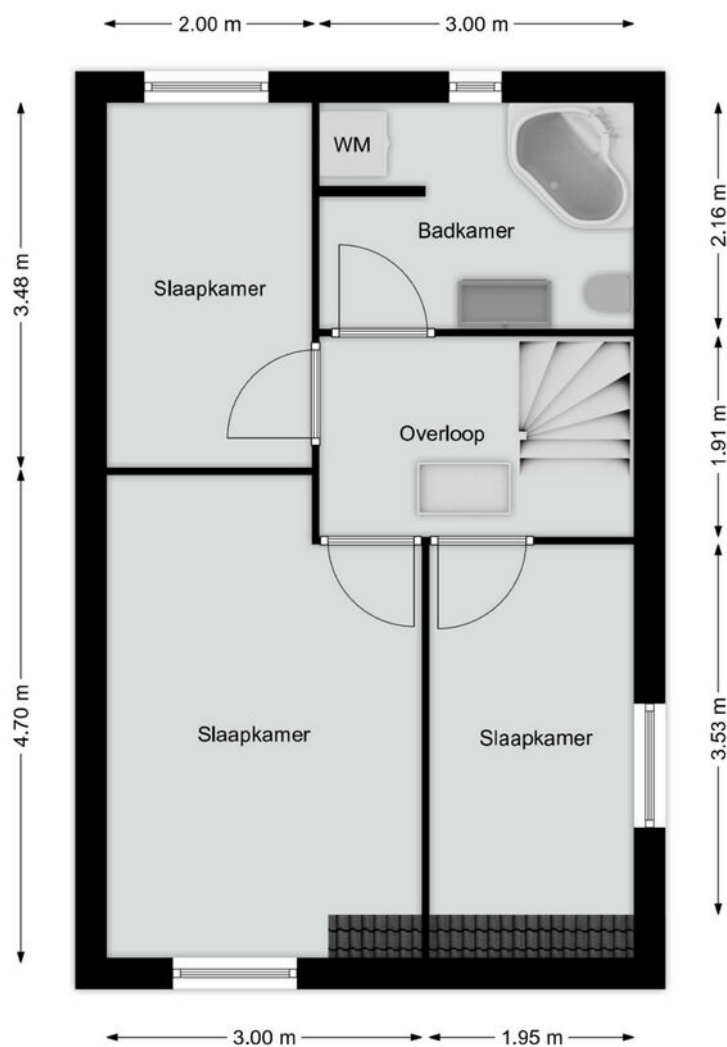 2.00 m
3.00 m
WM
Badkamer
2.16 m
Slaapkamer
3.48 m
Overloop
1.91 m
Slaapkamer
4.70 m
Slaapkamer
3.53 m
3.00 m
1.95 m